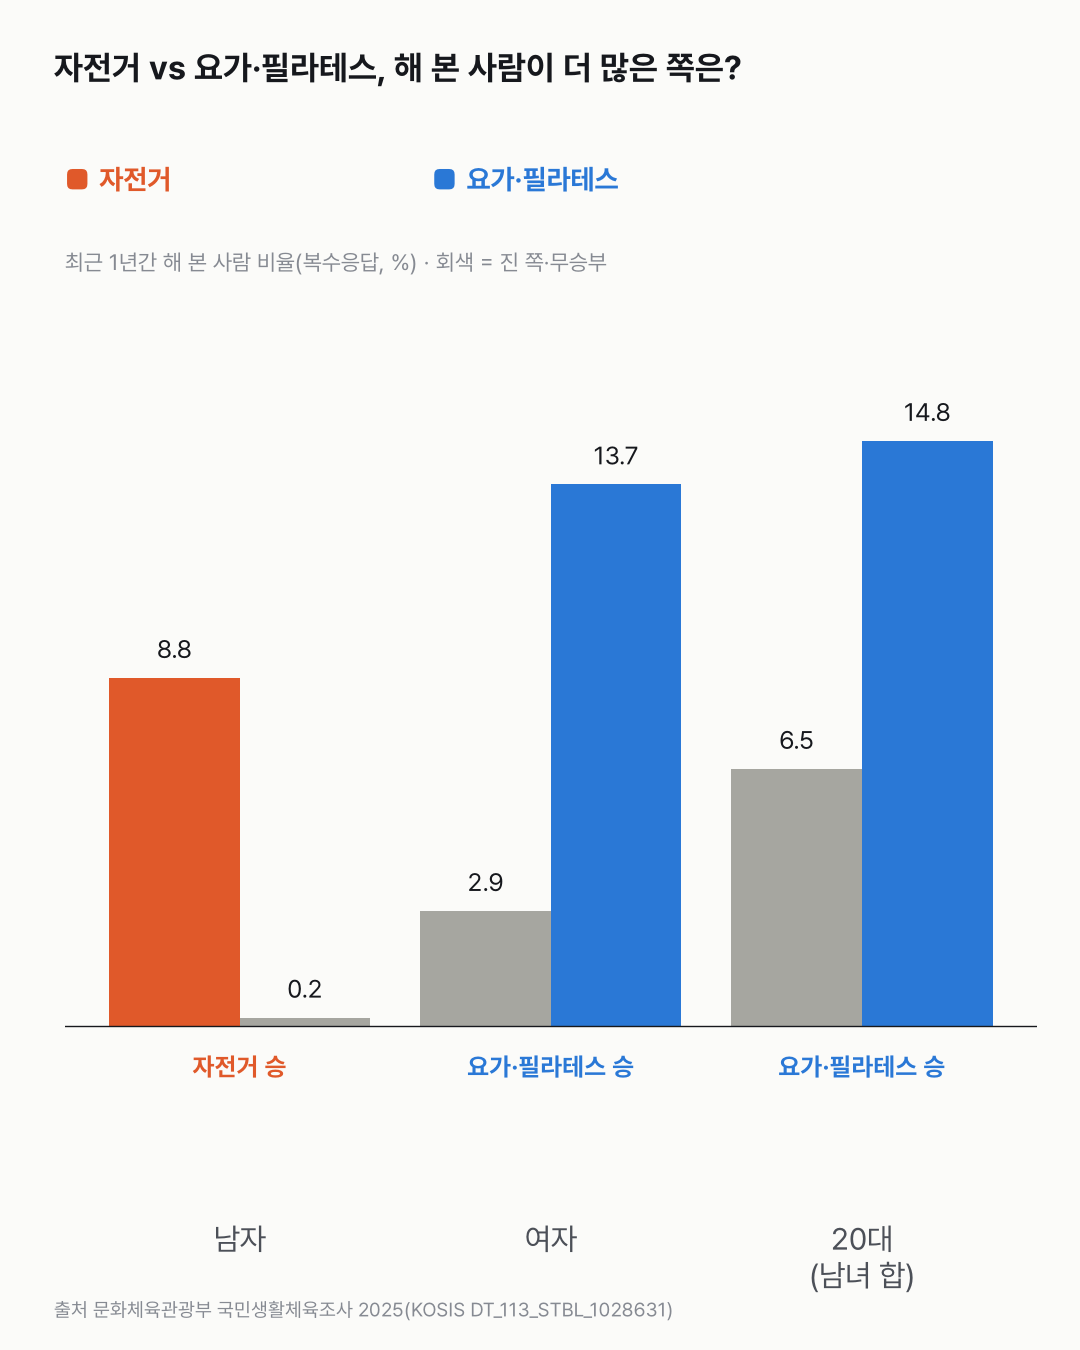 자전거 vs 요가·필라테스, 해 본 사람이 더 많은 쪽은?
자전거
요가·필라테스
최근 1년간 해 본 사람 비율(복수응답, %) · 회색 = 진 쪽·무승부
8.8
0.2
2.9
13.7
6.5
14.8
자전거 승
요가·필라테스 승
요가·필라테스 승
남자
여자
20대
(남녀 합)
출처 문화체육관광부 국민생활체육조사 2025(KOSIS DT_113_STBL_1028631)